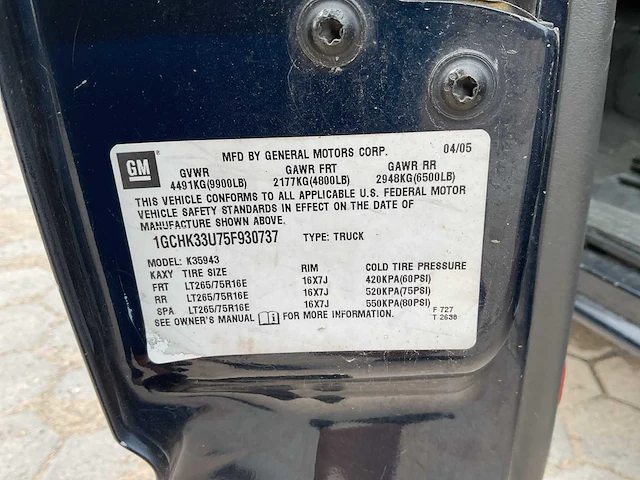 GM
MFD BY GENERAL MOTORS CORP. 04/05
GVWR GAWR FRT GAWR RR
4491KG(9900LB) 2177KG(4800LB) 2948KG(6500LB)
THIS VEHICLE CONFORMS TO ALL APPLICABLE U.S. FEDERAL MOTOR
VEHICLE SAFETY STANDARDS IN EFFECT ON THE DATE OF
MANUFACTURE SHOWN ABOVE.
1GCHK33U75F930737 TYPE: TRUCK
MODEL: K35943
KAXY TIRE SIZE RIM COLD TIRE PRESSURE
FRT LT265/75R16E 16X7J 420KPA(60PSI)
RR LT265/75R16E 16X7J 520KPA(75PSI)
SPA LT265/75R16E 16X7J 550KPA(80PSI)
SEE OWNER'S MANUAL FOR MORE INFORMATION.
F 727
T 2638